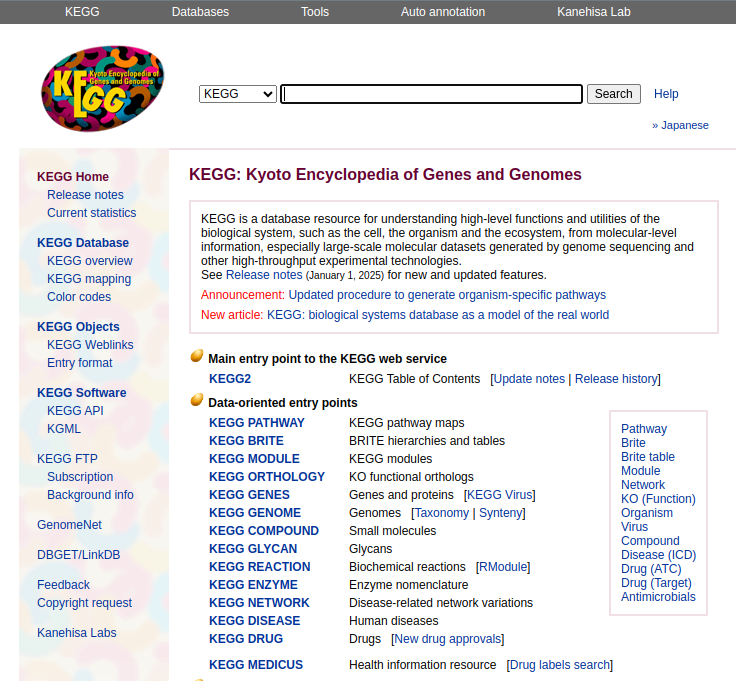 KEGG Databases Tools Auto annotation Kanehisa Lab
KEGG Kyoto Encyclopedia of Genes and Genomes
KEGG Search Help
» Japanese
KEGG Home
Release notes
Current statistics
KEGG Database
KEGG overview
KEGG mapping
Color codes
KEGG Objects
KEGG Weblinks
Entry format
KEGG Software
KEGG API
KGML
KEGG FTP
Subscription
Background info
GenomeNet
DBGET/LinkDB
Feedback
Copyright request
Kanehisa Labs
KEGG: Kyoto Encyclopedia of Genes and Genomes
KEGG is a database resource for understanding high-level functions and utilities of the
biological system, such as the cell, the organism and the ecosystem, from molecular-level
information, especially large-scale molecular datasets generated by genome sequencing and
other high-throughput experimental technologies.
See Release notes (January 1, 2025) for new and updated features.
Announcement: Updated procedure to generate organism-specific pathways
New article: KEGG: biological systems database as a model of the real world
Main entry point to the KEGG web service
KEGG2 KEGG Table of Contents [Update notes | Release history]
Data-oriented entry points
KEGG PATHWAY KEGG pathway maps
KEGG BRITE BRITE hierarchies and tables
KEGG MODULE KEGG modules
KEGG ORTHOLOGY KO functional orthologs
KEGG GENES Genes and proteins [KEGG Virus]
KEGG GENOME Genomes [Taxonomy | Synteny]
KEGG COMPOUND Small molecules
KEGG GLYCAN Glycans
KEGG REACTION Biochemical reactions [RModule]
KEGG ENZYME Enzyme nomenclature
KEGG NETWORK Disease-related network variations
KEGG DISEASE Human diseases
KEGG DRUG Drugs [New drug approvals]
KEGG MEDICUS Health information resource [Drug labels search]
Pathway
Brite
Brite table
Module
Network
KO (Function)
Organism
Virus
Compound
Disease (ICD)
Drug (ATC)
Drug (Target)
Antimicrobials